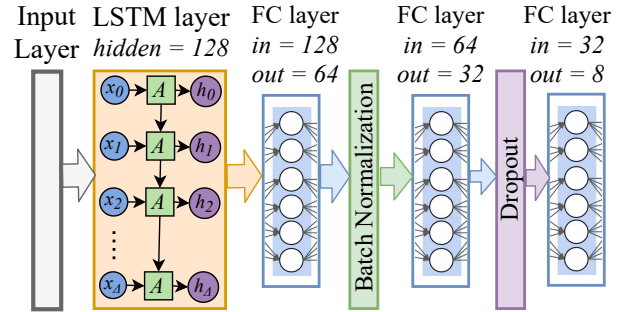 Input
Layer
LSTM layer
hidden = 128
FC layer
in = 128
out = 64
FC layer
in = 64
out = 32
FC layer
in = 32
out = 8
x0 A h0
x1 A h1
x2 A h2
.....
xΔ A hΔ
Batch Normalization
Dropout